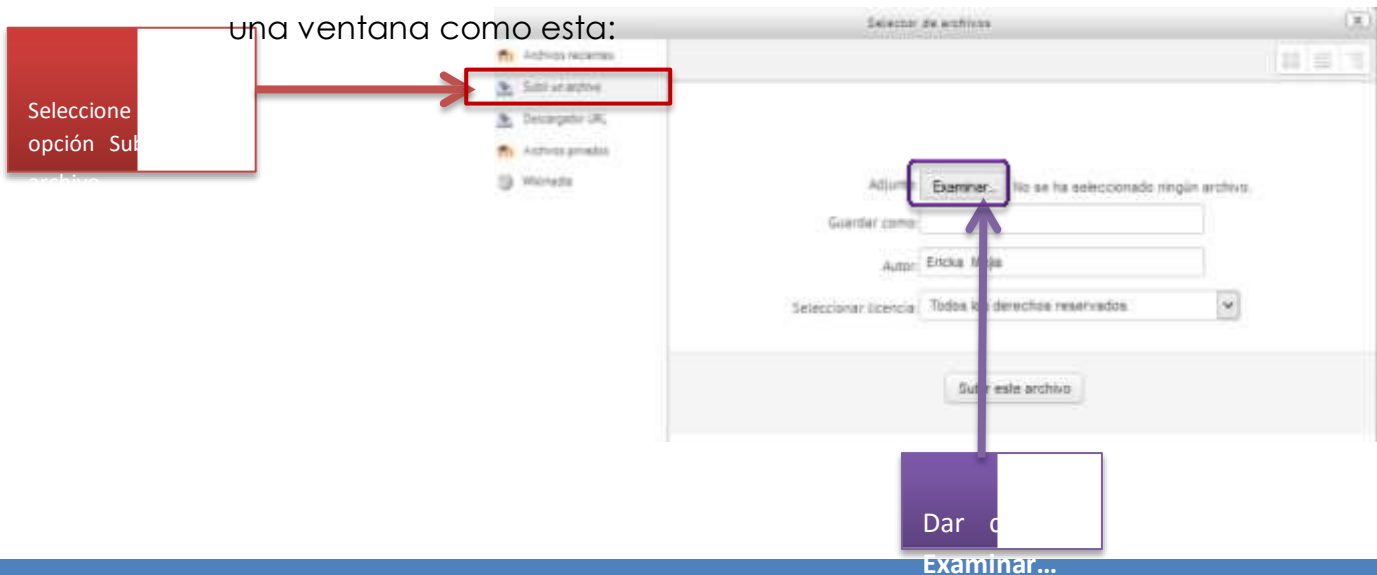 una ventana como esta:
Selector de archivos
Archivos recientes
Subir un archivo
Descargador URL
Archivos privados
Wikimedia
Seleccione
opción Sub
archivo
Adjunto Examinar... No se ha seleccionado ningún archivo.
Guardar como
Autor Ericka
Seleccionar licencia Todos los derechos reservados
Subir este archivo
Dar
Examinar...